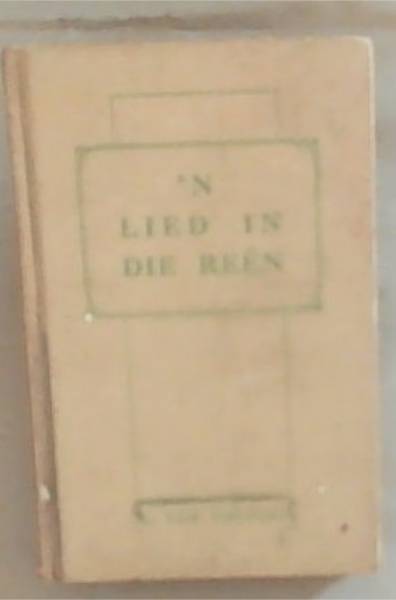 'N
LIED IN
DIE REËN